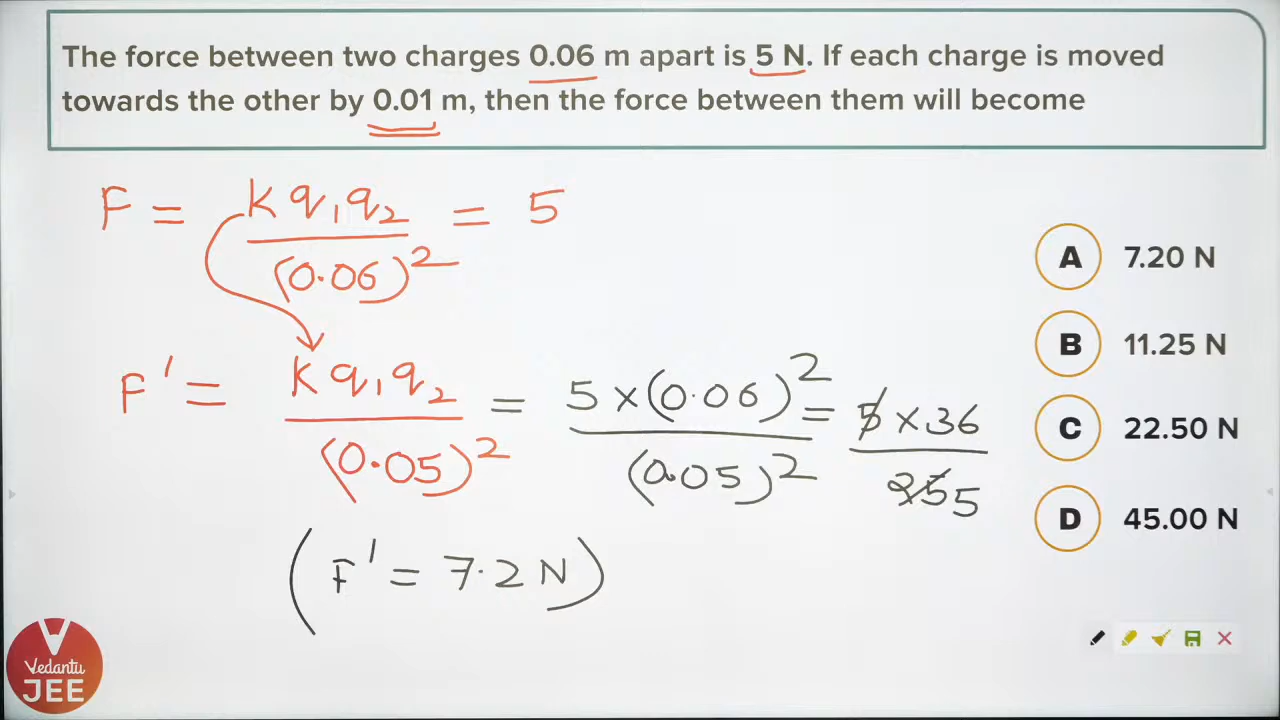 The force between two charges 0.06 m apart is 5 N. If each charge is moved
towards the other by 0.01 m, then the force between them will become
F = K q₁q₂ / (0.06)² = 5
F' = K q₁q₂ / (0.05)² = 5 × (0.06)² / (0.05)² = 5 × 36 / 25 5
(F' = 7.2 N)
A 7.20 N
B 11.25 N
C 22.50 N
D 45.00 N
Vedantu
JEE